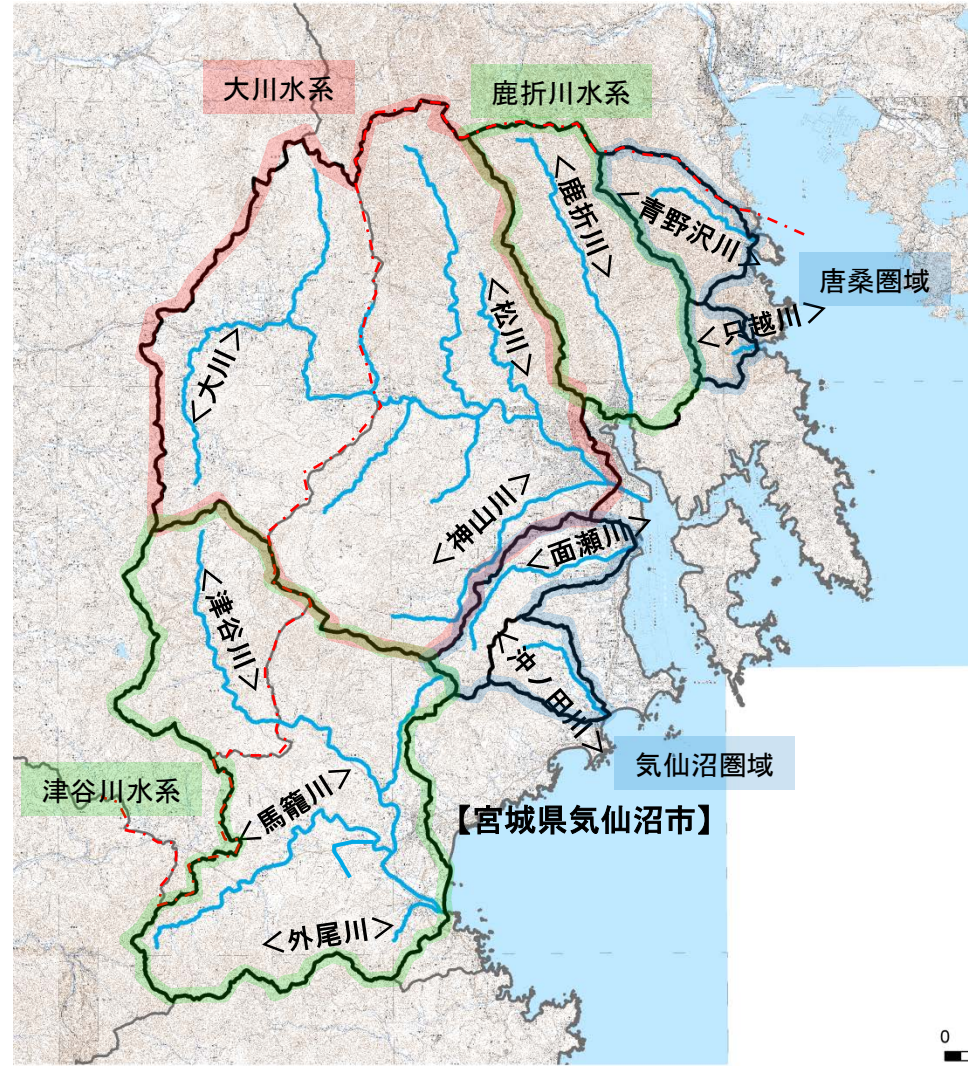 大川水系
鹿折川水系
<鹿折川>
<青野沢川>
唐桑圏域
<只越川>
<松川>
<大川>
<神山川>
<面瀬川>
<津谷川>
<沖ノ田川>
気仙沼圏域
津谷川水系
<馬籠川>
【宮城県気仙沼市】
<外尾川>
0